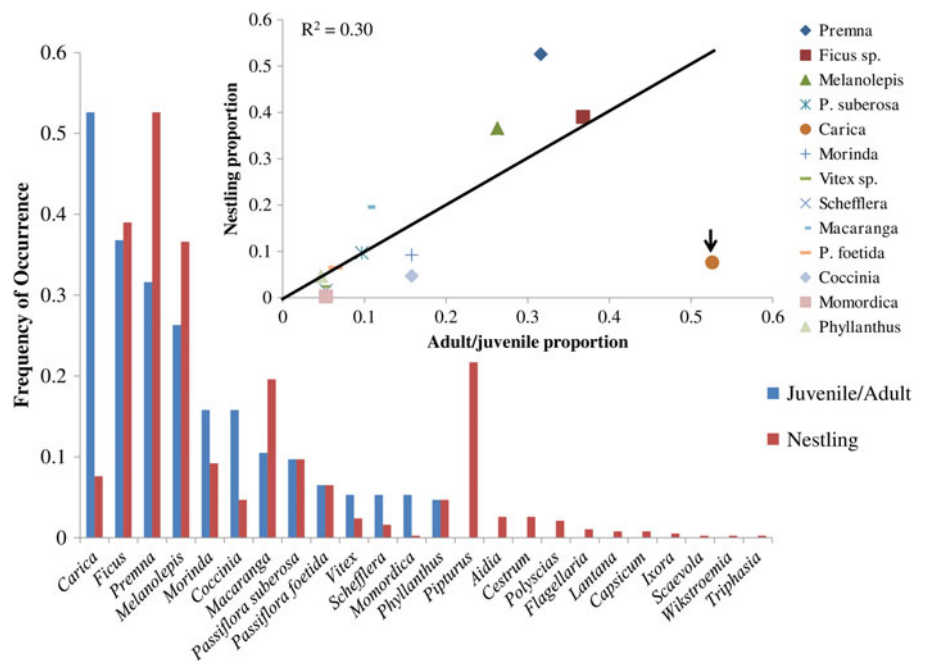 R² = 0.30
Nestling proportion
0.6
0.5
0.4
0.3
0.2
0.1
0
0
0.1
0.2
0.3
0.4
0.5
0.6
Adult/juvenile proportion
Premna
Ficus sp.
Melanolepis
P. suberosa
Carica
Morinda
Vitex sp.
Schefflera
Macaranga
P. foetida
Coccinia
Momordica
Phyllanthus
Frequency of Occurrence
0.6
0.5
0.4
0.3
0.2
0.1
0
Juvenile/Adult
Nestling
Carica
Ficus
Premna
Melanolepis
Morinda
Coccinia
Macaranga
Passiflora suberosa
Passiflora foetida
Vitex
Schefflera
Momordica
Phyllanthus
Pipturus
Aidia
Cestrum
Polyscias
Flagellaria
Lantana
Capsicum
Ixora
Scaevola
Wikstroemia
Triphasia